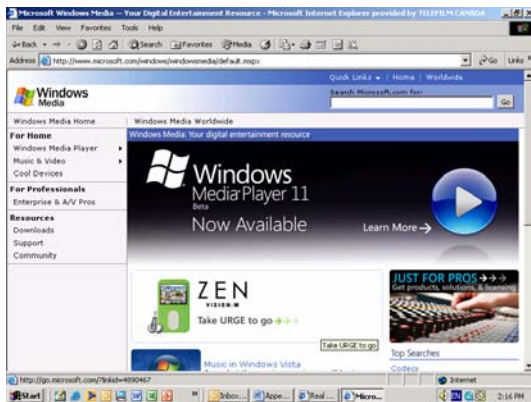 Microsoft Windows Media — Your Digital Entertainment Resource - Microsoft Internet Explorer provided by TELEFILM CANADA
File Edit View Favorites Tools Help
Back Search Favorites Media
Address http://www.microsoft.com/windows/windowsmedia/default.mspx Go Links »
Quick Links | Home | Worldwide
Windows Media
Search Microsoft.com for:
Go
Windows Media Home | Windows Media Worldwide
For Home
Windows Media Player
Music & Video
Cool Devices
For Professionals
Enterprise & A/V Pros
Resources
Downloads
Support
Community
Windows Media: Your digital entertainment resource
Windows
Media Player 11
Beta
Now Available
Learn More →
ZEN
VISION:M
Take URGE to go →→→
Take URGE to go
Music in Windows Vista
JUST FOR PROS →→→
Get products, solutions, & licensing
Top Searches
Codecs
http://go.microsoft.com/?linkid=4890467
Internet
Start » Inbox... Appe... Real ... Micro... 2:16 PM